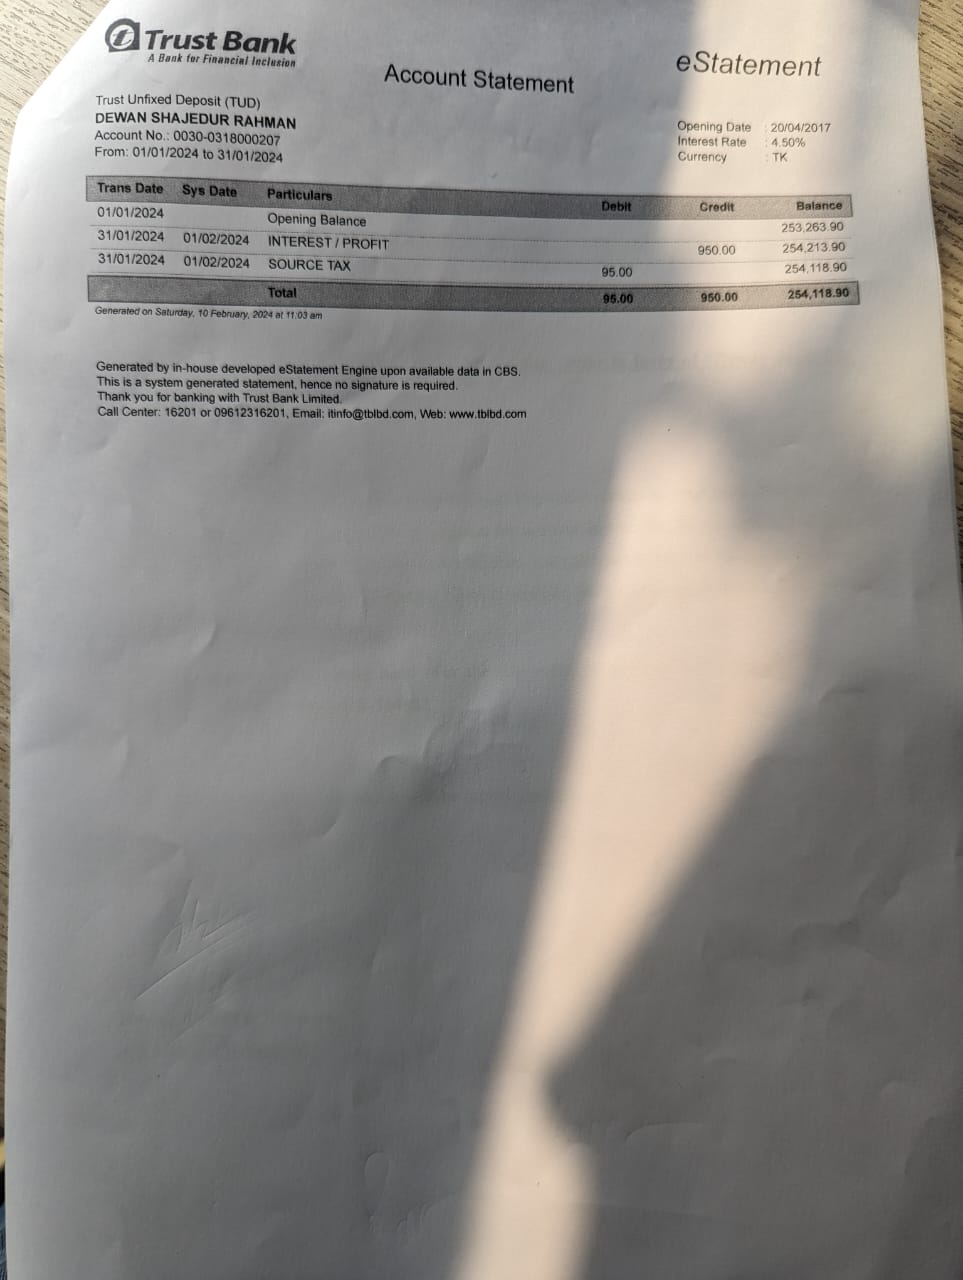 Trust Bank
A Bank for Financial Inclusion
Account Statement
eStatement
Trust Unfixed Deposit (TUD)
DEWAN SHAJEDUR RAHMAN
Account No.: 0030-0318000207
From: 01/01/2024 to 31/01/2024
Opening Date : 20/04/2017
Interest Rate : 4.50%
Currency : TK
Trans Date Sys Date Particulars Debit Credit Balance
01/01/2024 Opening Balance 253,263.90
31/01/2024 01/02/2024 INTEREST / PROFIT 950.00 254,213.90
31/01/2024 01/02/2024 SOURCE TAX 95.00 254,118.90
Total 95.00 950.00 254,118.90
Generated on Saturday, 10 February, 2024 at 11.03 am
Generated by in-house developed eStatement Engine upon available data in CBS.
This is a system generated statement, hence no signature is required.
Thank you for banking with Trust Bank Limited.
Call Center: 16201 or 09612316201, Email: itinfo@tblbd.com, Web: www.tblbd.com